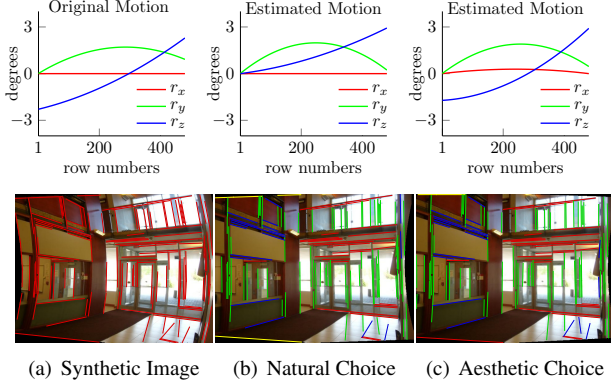 Original Motion
3
0
−3
degrees
1
200
400
row numbers
r_x
r_y
r_z
Estimated Motion
3
0
−3
degrees
1
200
400
row numbers
r_x
r_y
r_z
Estimated Motion
3
0
−3
degrees
1
200
400
row numbers
r_x
r_y
r_z
(a) Synthetic Image
(b) Natural Choice
(c) Aesthetic Choice